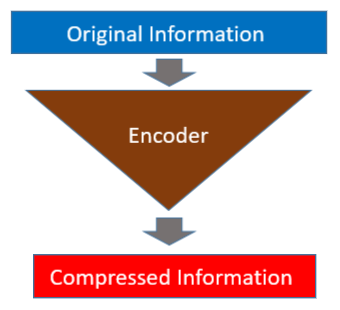 Original Information
Encoder
Compressed Information